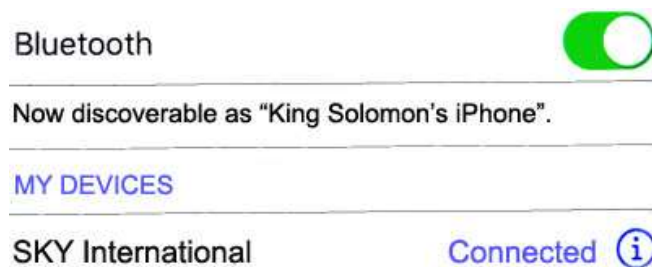 Bluetooth
Now discoverable as “King Solomon’s iPhone”.
MY DEVICES
SKY International Connected i